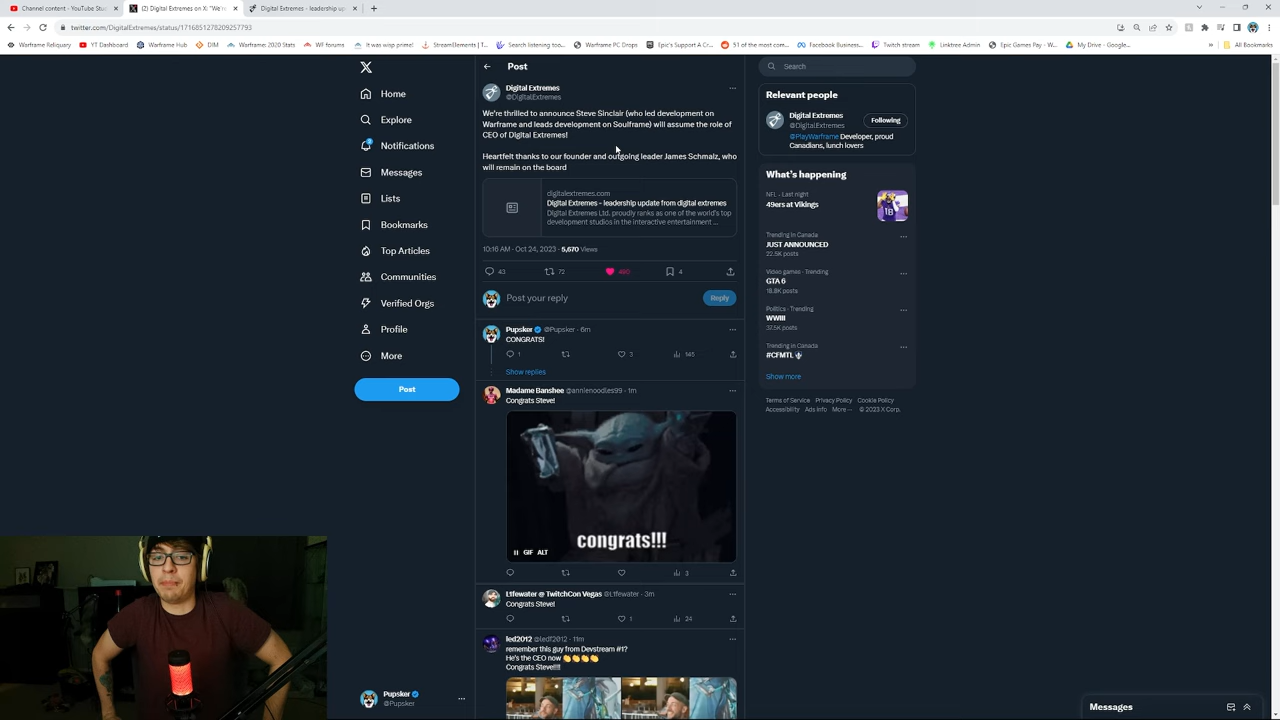 Channel content - YouTube Stu
(2) Digital Extremes on X: "We're
Digital Extremes - leadership up
twitter.com/DigitalExtremes/status/1716851278209257793
Warframe Reliquary
YT Dashboard
Warframe Hub
DIM
Warframe: 2020 Stats
WF forums
It was wisp prime!
StreamElements | T...
Search listening too...
Warframe PC Drops
Epic's Support A Cr...
51 of the most com...
Facebook Business...
Twitch stream
Linktree Admin
Epic Games Pay - W...
My Drive - Google...
All Bookmarks
Home
Explore
Notifications
Messages
Lists
Bookmarks
Top Articles
Communities
Verified Orgs
Profile
More
Post
Pupsker
@Pupsker
Post
Digital Extremes
@DigitalExtremes
We're thrilled to announce Steve Sinclair (who led development on
Warframe and leads development on Soulframe) will assume the role of
CEO of Digital Extremes!
Heartfelt thanks to our founder and outgoing leader James Schmalz, who
will remain on the board
digitalextremes.com
Digital Extremes - leadership update from digital extremes
Digital Extremes Ltd. proudly ranks as one of the world's top
development studios in the interactive entertainment ...
10:16 AM · Oct 24, 2023 · 5,670 Views
43 72 490 4
Post your reply
Reply
Pupsker @Pupsker · 6m
CONGRATS!
1 3 145
Show replies
Madame Banshee @annienoodles99 · 1m
Congrats Steve!
congrats!!!
GIF ALT
3
L1fewater @ TwitchCon Vegas @L1fewater · 3m
Congrats Steve!
1 24
led2012 @ledf2012 · 11m
remember this guy from Devstream #1?
He's the CEO now 👏👏👏👏
Congrats Steve!!!!
Search
Relevant people
Digital Extremes
@DigitalExtremes
Following
@PlayWarframe Developer, proud
Canadians, lunch lovers
What's happening
NFL · Last night
49ers at Vikings
Trending in Canada
JUST ANNOUNCED
22.5K posts
Video games · Trending
GTA 6
18.8K posts
Politics · Trending
WWIII
37.5K posts
Trending in Canada
#CFMTL
Show more
Terms of Service Privacy Policy Cookie Policy
Accessibility Ads info More ··· © 2023 X Corp.
Messages